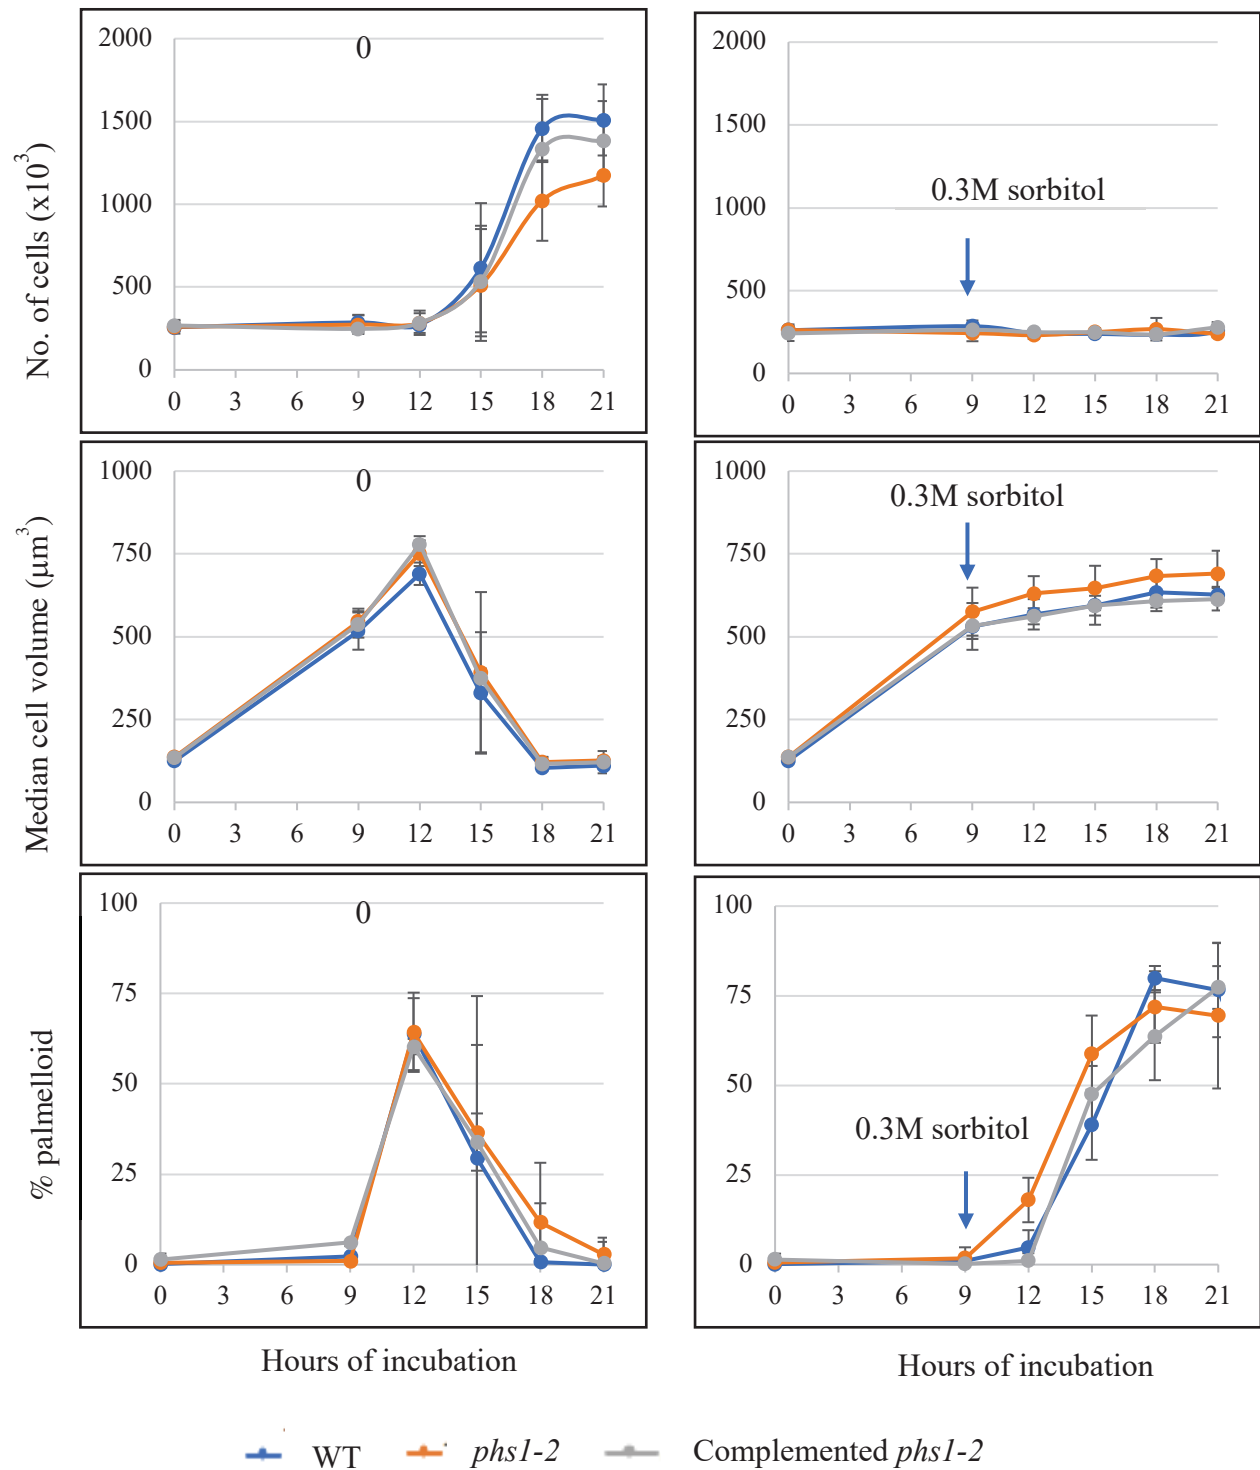 No. of cells (x10³)
2000
1500
1000
500
0
0
0 3 6 9 12 15 18 21
2000
1500
1000
500
0
0.3M sorbitol
0 3 6 9 12 15 18 21
Median cell volume (µm³)
1000
750
500
250
0
0
0 3 6 9 12 15 18 21
1000
750
500
250
0
0.3M sorbitol
0 3 6 9 12 15 18 21
% palmelloid
100
75
50
25
0
0
0 3 6 9 12 15 18 21
Hours of incubation
100
75
50
25
0
0.3M sorbitol
0 3 6 9 12 15 18 21
Hours of incubation
WT phs1-2 Complemented phs1-2